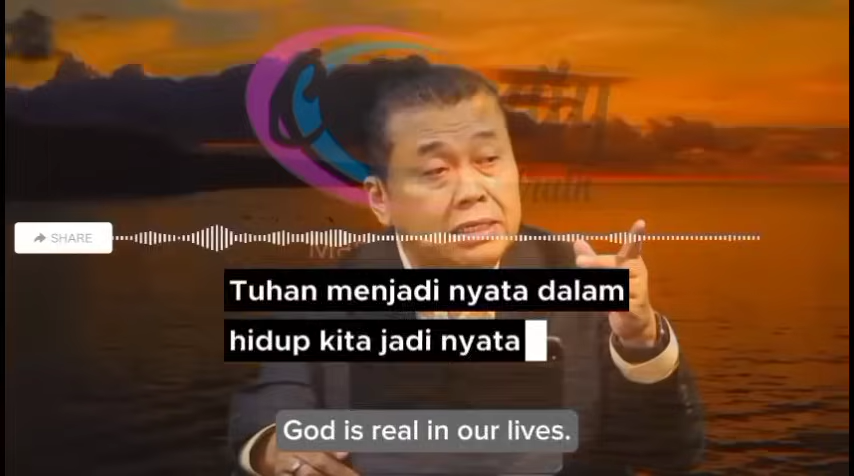 SHARE
Tuhan menjadi nyata dalam
hidup kita jadi nyata
God is real in our lives.